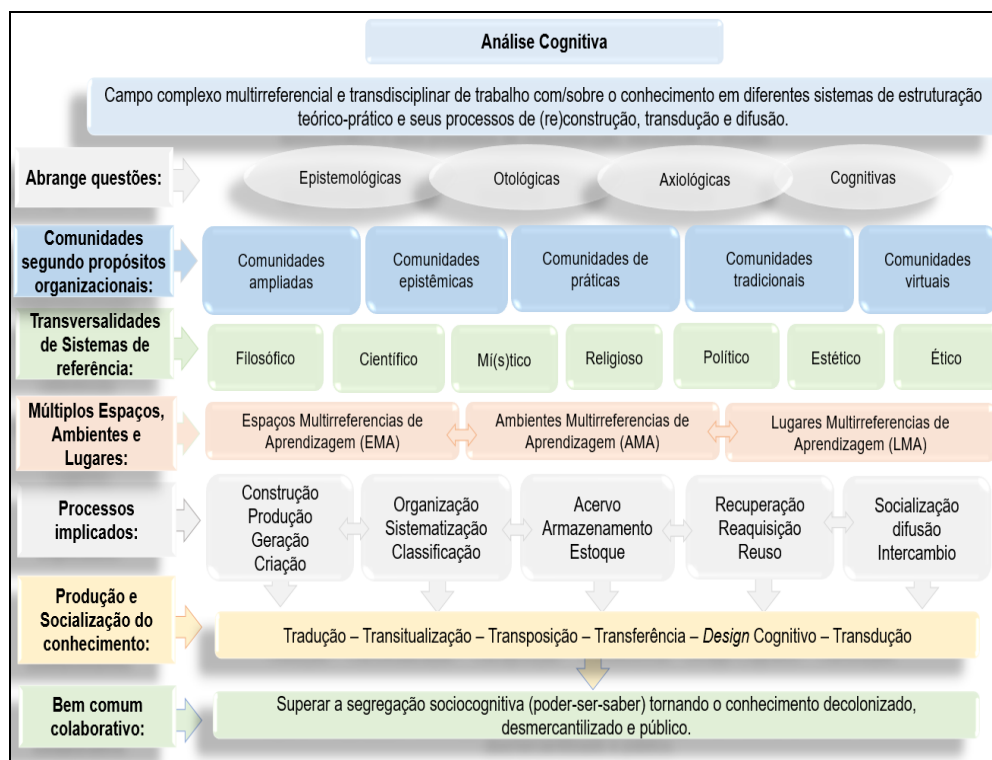 Análise Cognitiva
Campo complexo multirreferencial e transdisciplinar de trabalho com/sobre o conhecimento em diferentes sistemas de estruturação
teórico-prático e seus processos de (re)construção, transdução e difusão.
Abrange questões:
Epistemológicas
Otológicas
Axiológicas
Cognitivas
Comunidades
segundo propósitos
organizacionais:
Comunidades
ampliadas
Comunidades
epistêmicas
Comunidades de
práticas
Comunidades
tradicionais
Comunidades
virtuais
Transversalidades
de Sistemas de
referência:
Filosófico
Científico
Mí(s)tico
Religioso
Político
Estético
Ético
Múltiplos Espaços,
Ambientes e
Lugares:
Espaços Multirreferencias de
Aprendizagem (EMA)
Ambientes Multirreferencias de
Aprendizagem (AMA)
Lugares Multirreferencias de
Aprendizagem (LMA)
Processos
implicados:
Construção
Produção
Geração
Criação
Organização
Sistematização
Classificação
Acervo
Armazenamento
Estoque
Recuperação
Reaquisição
Reuso
Socialização
difusão
Intercambio
Produção e
Socialização do
conhecimento:
Tradução – Transitualização – Transposição – Transferência – Design Cognitivo – Transdução
Bem comum
colaborativo:
Superar a segregação sociocognitiva (poder-ser-saber) tornando o conhecimento decolonizado,
desmercantilizado e público.